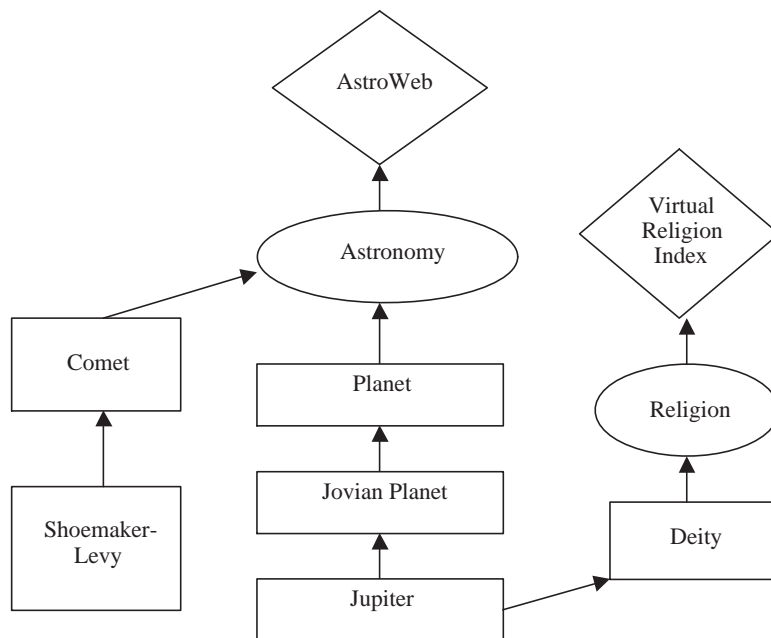 AstroWeb
Virtual
Religion
Index
Astronomy
Comet
Planet
Religion
Jovian Planet
Shoemaker-
Levy
Deity
Jupiter